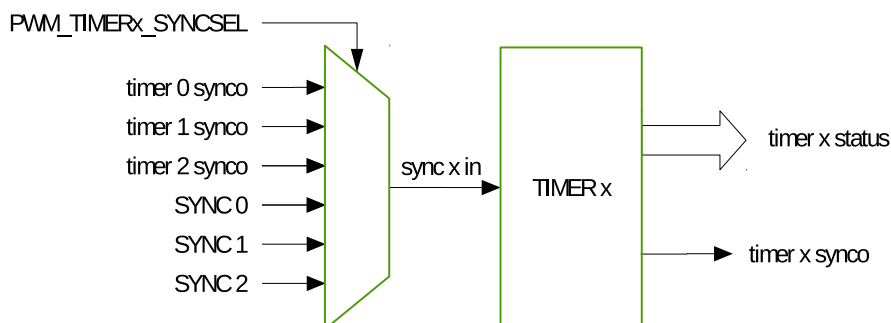 PWM_TIMERx_SYNCSEL
timer 0 synco
timer 1 synco
timer 2 synco
SYNC 0
SYNC 1
SYNC 2
sync x in
TIMER x
timer x status
timer x synco